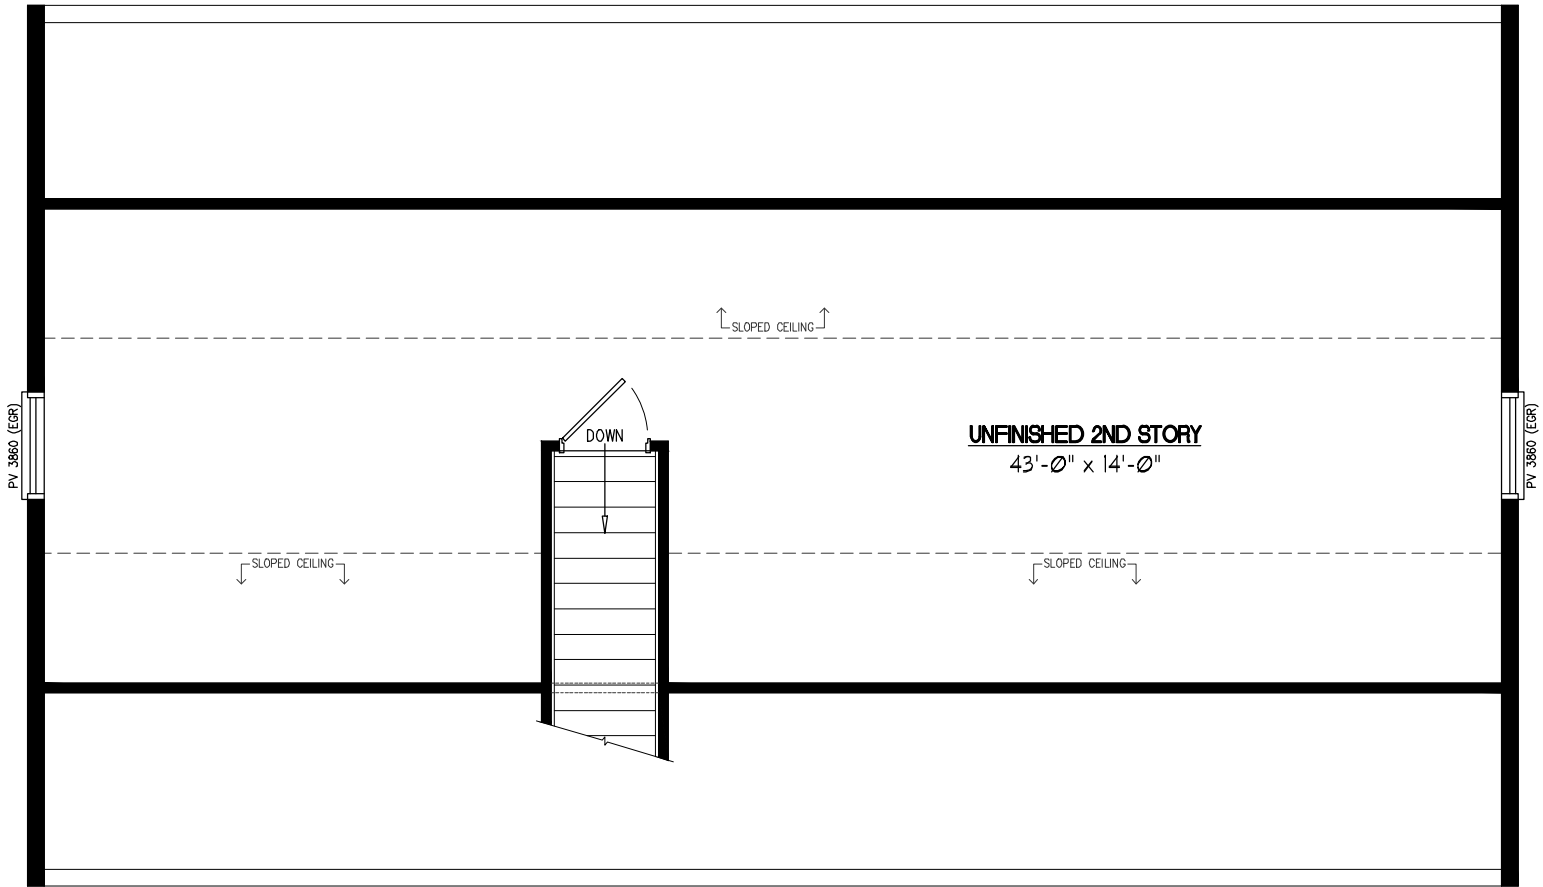 SLOPED CEILING
PV 3860 (EGR)
DOWN
UNFINISHED 2ND STORY
43'-0" x 14'-0"
PV 3860 (EGR)
SLOPED CEILING
SLOPED CEILING